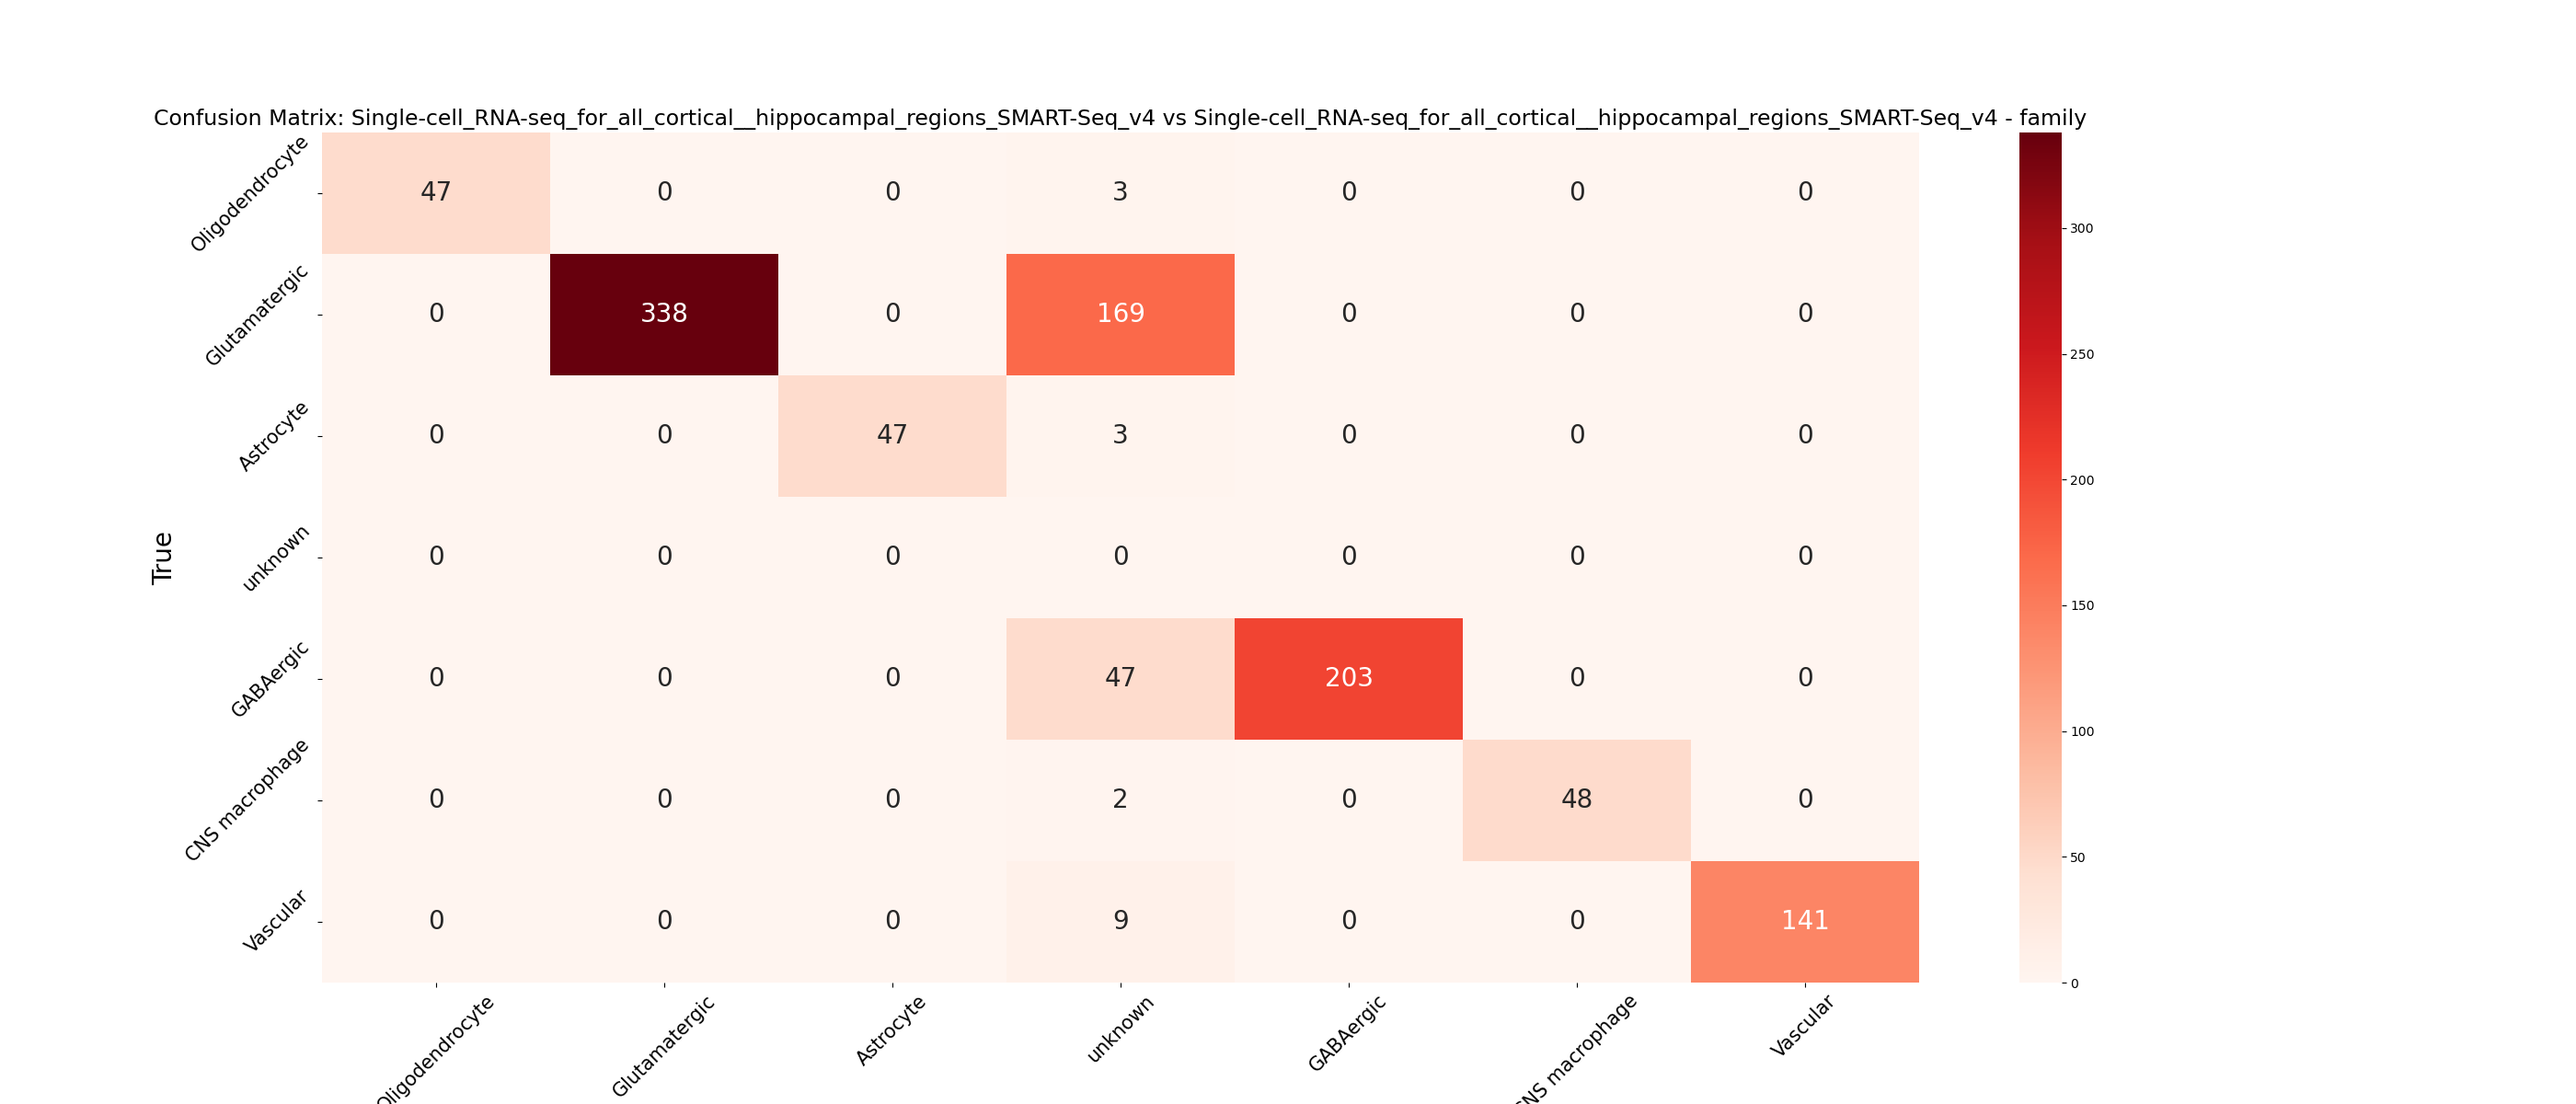 Confusion Matrix: Single-cell_RNA-seq_for_all_cortical__hippocampal_regions_SMART-Seq_v4 vs Single-cell_RNA-seq_for_all_cortical__hippocampal_regions_SMART-Seq_v4 - family
True
Oligodendrocyte 47 0 0 3 0 0 0
Glutamatergic 0 338 0 169 0 0 0
Astrocyte 0 0 47 3 0 0 0
unknown 0 0 0 0 0 0 0
GABAergic 0 0 0 47 203 0 0
CNS macrophage 0 0 0 2 0 48 0
Vascular 0 0 0 9 0 0 141
Oligodendrocyte Glutamatergic Astrocyte unknown GABAergic CNS macrophage Vascular
300
250
200
150
100
50
0